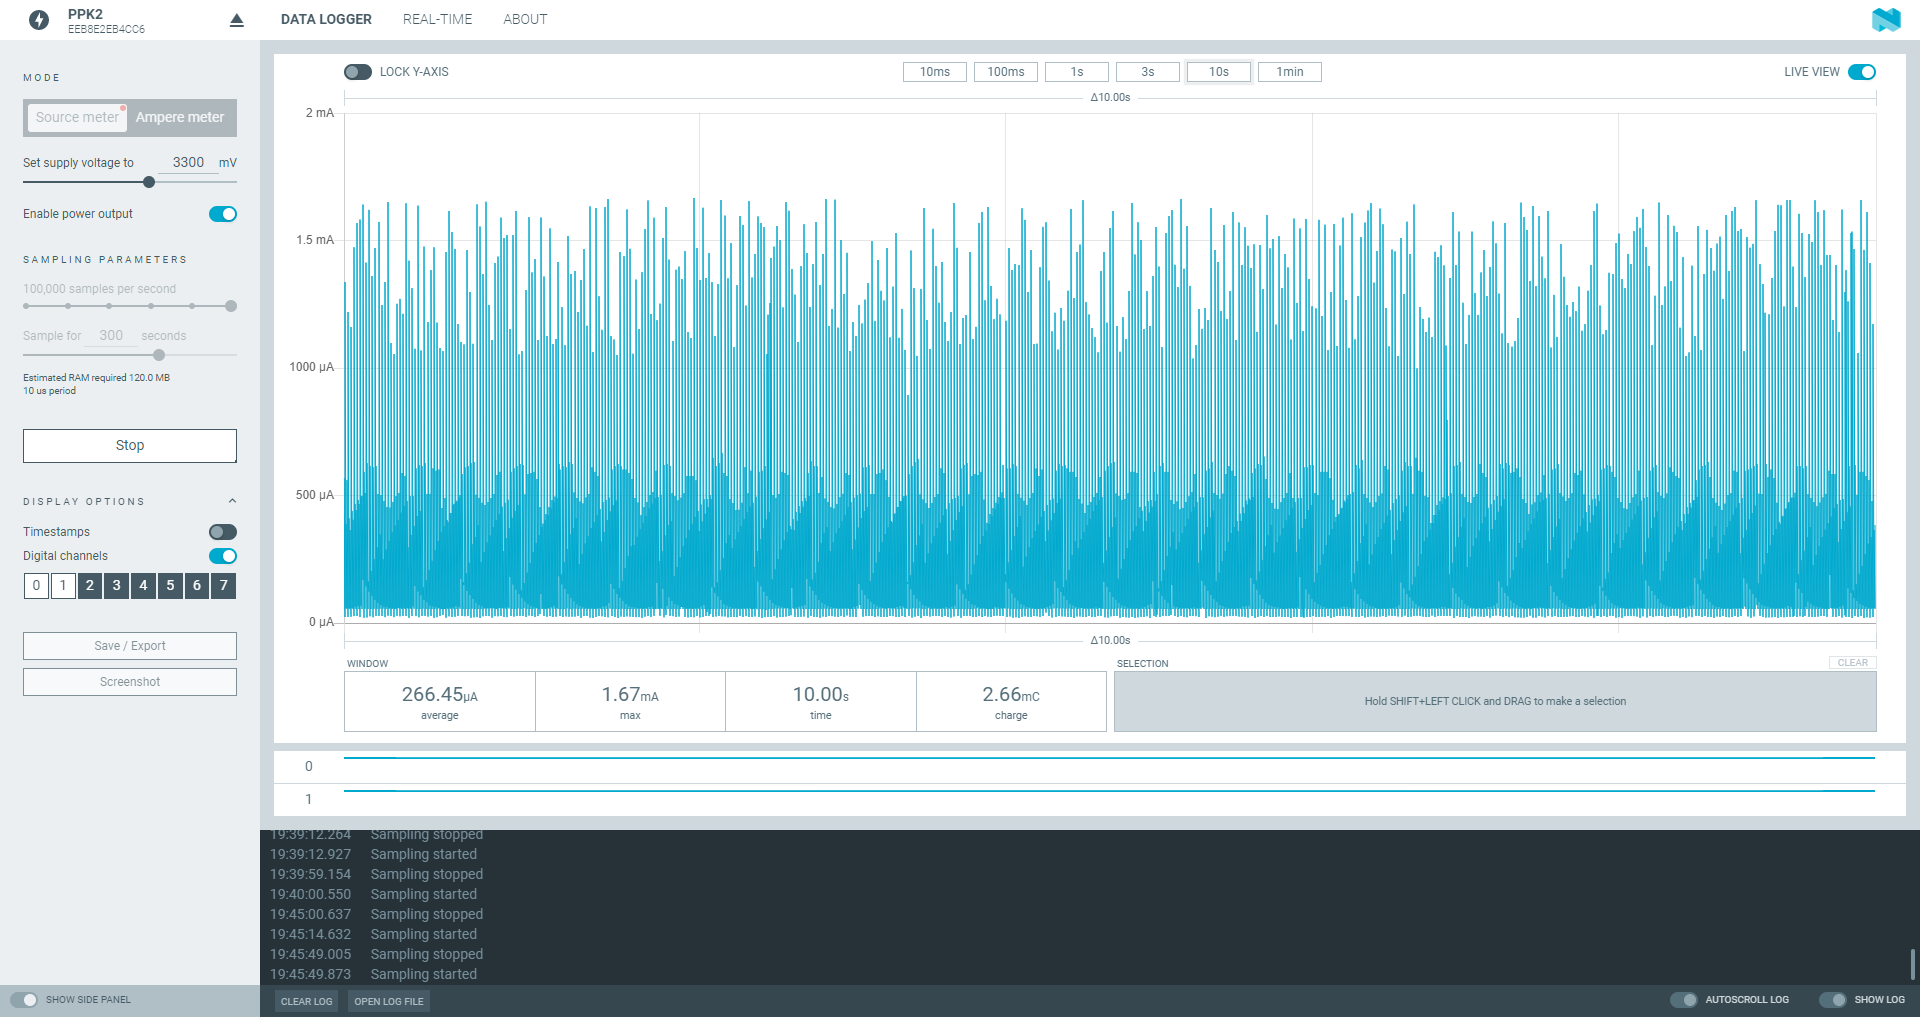 PPK2
EEB8E2EB4CC6
DATA LOGGER
REAL-TIME
ABOUT
MODE
Source meter
Ampere meter
Set supply voltage to 3300 mV
Enable power output
SAMPLING PARAMETERS
100,000 samples per second
Sample for 300 seconds
Estimated RAM required 120.0 MB
10 us period
Stop
DISPLAY OPTIONS
Timestamps
Digital channels
0 1 2 3 4 5 6 7
Save / Export
Screenshot
SHOW SIDE PANEL
LOCK Y-AXIS
10ms 100ms 1s 3s 10s 1min
LIVE VIEW
Δ10.00s
2 mA
1.5 mA
1000 µA
500 µA
0 µA
Δ10.00s
WINDOW
266.45µA
average
1.67mA
max
10.00s
time
2.66mC
charge
SELECTION
CLEAR
Hold SHIFT+LEFT CLICK and DRAG to make a selection
0
1
19:39:12.264 Sampling stopped
19:39:12.927 Sampling started
19:39:59.154 Sampling stopped
19:40:00.550 Sampling started
19:45:00.637 Sampling stopped
19:45:14.632 Sampling started
19:45:49.005 Sampling stopped
19:45:49.873 Sampling started
CLEAR LOG
OPEN LOG FILE
AUTOSCROLL LOG
SHOW LOG